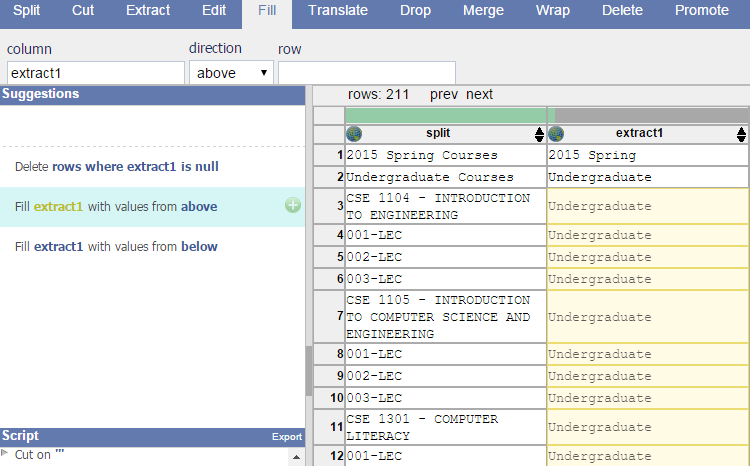 Split Cut Extract Edit Fill Translate Drop Merge Wrap Delete Promote
column direction row
extract1 above
Suggestions
rows: 211 prev next
split extract1
Delete rows where extract1 is null
Fill extract1 with values from above
Fill extract1 with values from below
1 2015 Spring Courses 2015 Spring
2 Undergraduate Courses Undergraduate
3 CSE 1104 - INTRODUCTION
TO ENGINEERING Undergraduate
4 001-LEC Undergraduate
5 002-LEC Undergraduate
6 003-LEC Undergraduate
7 CSE 1105 - INTRODUCTION
TO COMPUTER SCIENCE AND
ENGINEERING Undergraduate
8 001-LEC Undergraduate
9 002-LEC Undergraduate
10 003-LEC Undergraduate
11 CSE 1301 - COMPUTER
LITERACY Undergraduate
12 001-LEC Undergraduate
Script Export
Cut on '"'